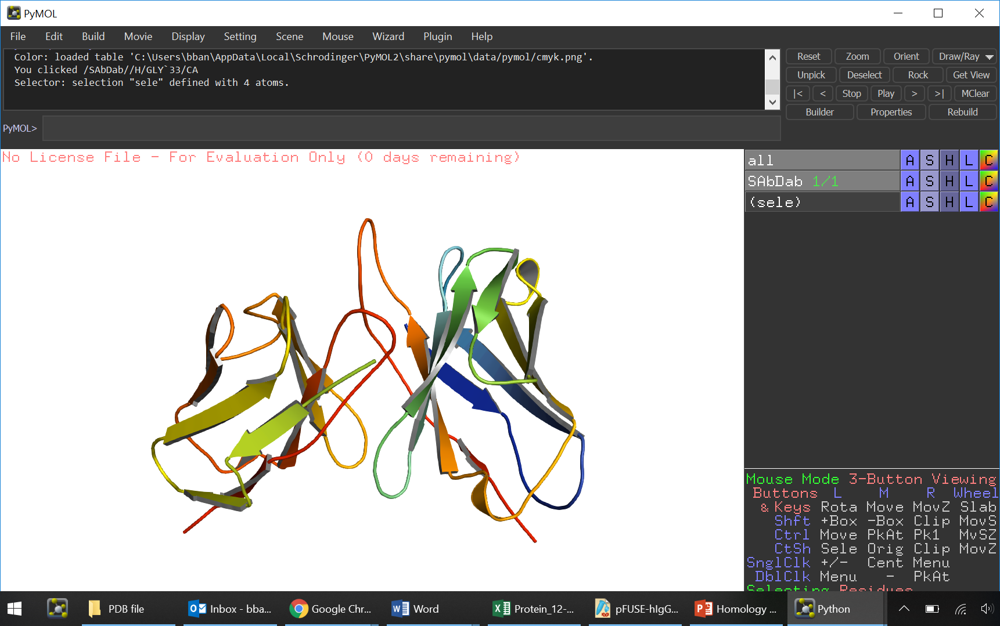 PyMOL
File Edit Build Movie Display Setting Scene Mouse Wizard Plugin Help
Color: loaded table 'C:\Users\bban\AppData\Local\Schrodinger\PyMOL2\share\pymol\data/pymol/cmyk.png'.
You clicked /SAbDab//H/GLY`33/CA
Selector: selection "sele" defined with 4 atoms.
Reset Zoom Orient Draw/Ray
Unpick Deselect Rock Get View
|< < Stop Play > >| MClear
Builder Properties Rebuild
PyMOL>
No License File - For Evaluation Only (0 days remaining)
all A S H L C
SAbDab 1/1 A S H L C
(sele) A S H L C
Mouse Mode 3-Button Viewing
Buttons L M R Wheel
& Keys Rota Move MovZ Slab
Shft +Box -Box Clip MovS
Ctrl Move PkAt Pk1 MvSZ
CtSh Sele Orig Clip MovZ
SnglClk +/- Cent Menu
DblClk Menu - PkAt
Selecting Residues
PDB file
Inbox - bba...
Google Chr...
Word
Protein_12-...
pFUSE-hIgG...
Homology ...
Python